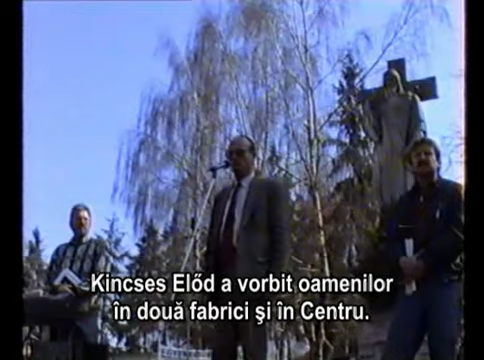 Kincses Előd a vorbit oamenilor
în două fabrici şi în Centru.